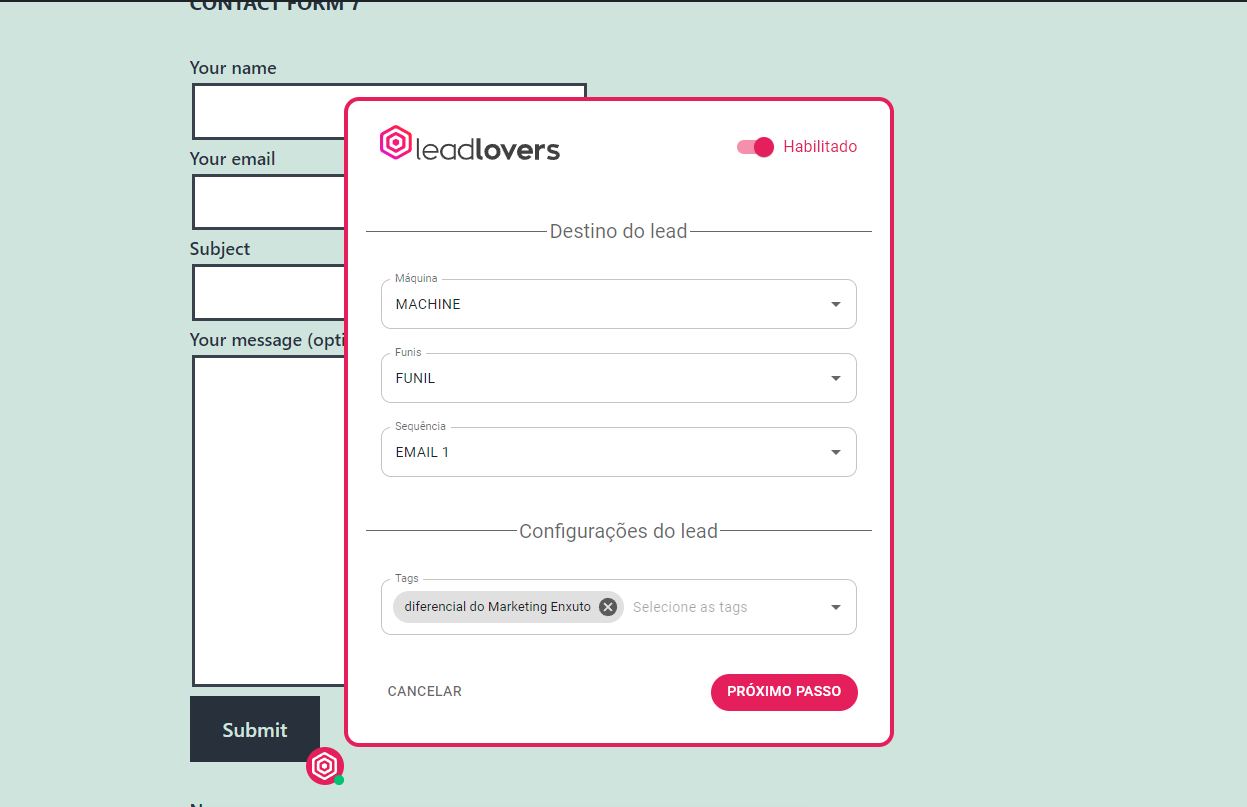 CONTACT FORM 7
Your name
Your email
Subject
Your message (opti
Submit
leadlovers
Habilitado
Destino do lead
Máquina
MACHINE
Funis
FUNIL
Sequência
EMAIL 1
Configurações do lead
Tags
diferencial do Marketing Enxuto
Selecione as tags
CANCELAR
PRÓXIMO PASSO